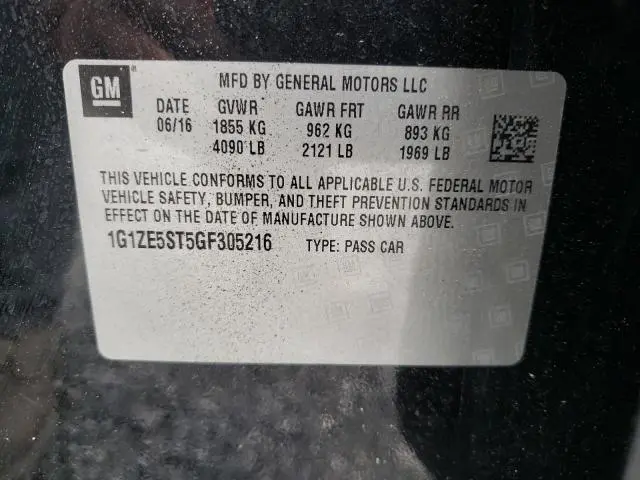 GM
MFD BY GENERAL MOTORS LLC
DATE GVWR GAWR FRT GAWR RR
06/16 1855 KG 962 KG 893 KG
4090 LB 2121 LB 1969 LB
THIS VEHICLE CONFORMS TO ALL APPLICABLE U.S. FEDERAL MOTOR
VEHICLE SAFETY, BUMPER, AND THEFT PREVENTION STANDARDS IN
EFFECT ON THE DATE OF MANUFACTURE SHOWN ABOVE.
1G1ZE5ST5GF305216 TYPE: PASS CAR